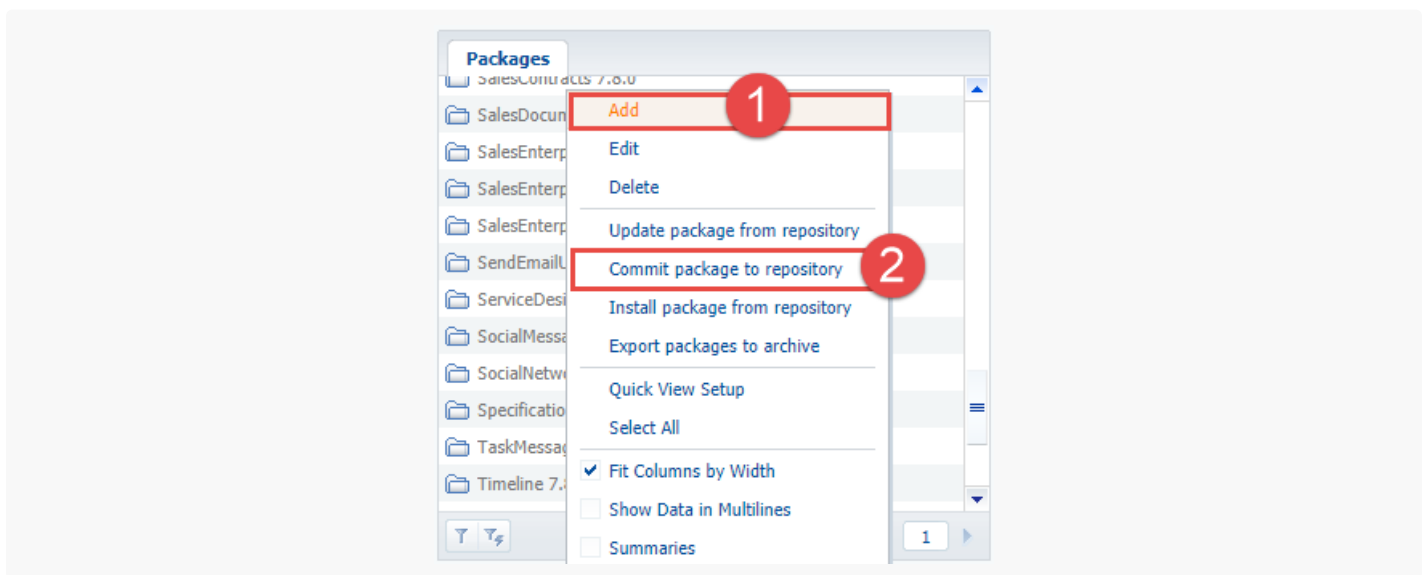 Packages
SalesContracts 7.8.0
SalesDocum
Add
1
SalesEnterp
Edit
SalesEnterp
Delete
SalesEnterp
Update package from repository
SendEmailU
Commit package to repository
2
ServiceDesi
Install package from repository
SocialMessa
Export packages to archive
SocialNetwo
Quick View Setup
Specificatio
Select All
TaskMessag
Fit Columns by Width
Timeline 7.8
Show Data in Multilines
1
Summaries